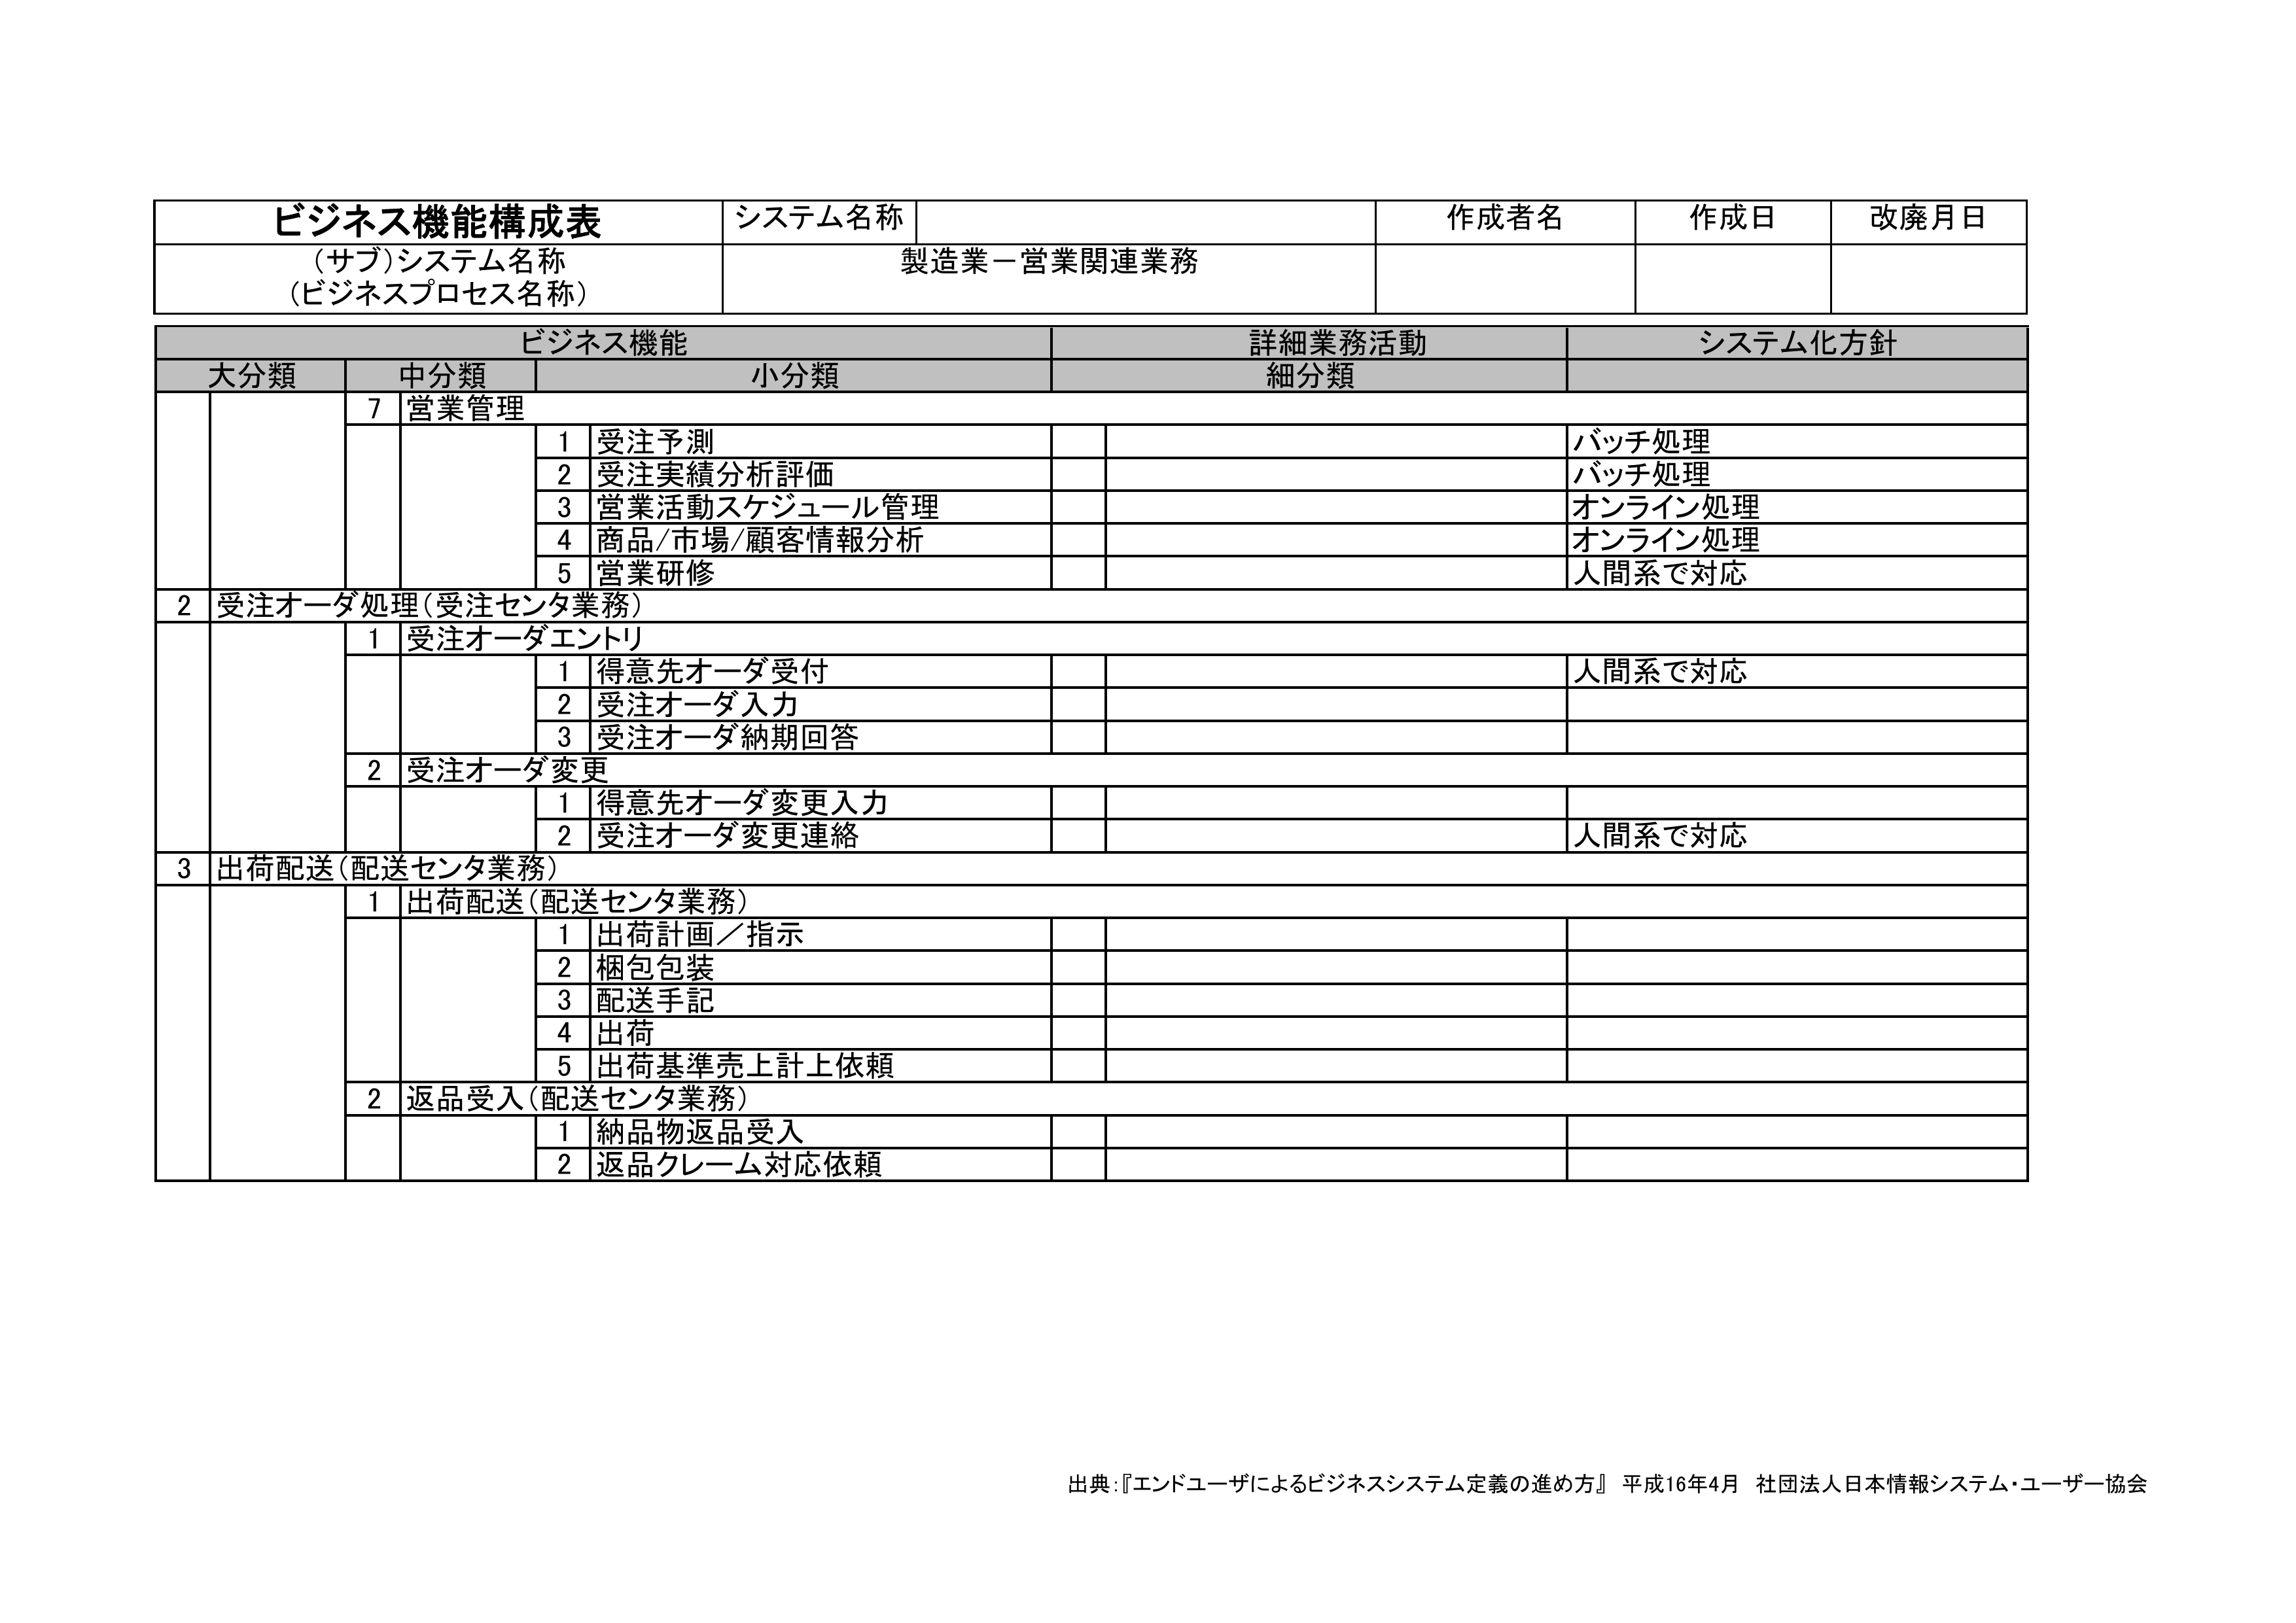 ビジネス機能構成表 システム名称 作成者名 作成日 改廃月日
（サブ）システム名称 製造業－営業関連業務
（ビジネスプロセス名称）
ビジネス機能 詳細業務活動 システム化方針
大分類 中分類 小分類 細分類
7 営業管理
1 受注予測 バッチ処理
2 受注実績分析評価 バッチ処理
3 営業活動スケジュール管理 オンライン処理
4 商品/市場/顧客情報分析 オンライン処理
5 営業研修 人間系で対応
2 受注オーダ処理（受注センタ業務）
1 受注オーダエントリ
1 得意先オーダ受付 人間系で対応
2 受注オーダ入力
3 受注オーダ納期回答
2 受注オーダ変更
1 得意先オーダ変更入力
2 受注オーダ変更連絡 人間系で対応
3 出荷配送（配送センタ業務）
1 出荷配送（配送センタ業務）
1 出荷計画／指示
2 梱包包装
3 配送手記
4 出荷
5 出荷基準売上計上依頼
2 返品受入（配送センタ業務）
1 納品物返品受入
2 返品クレーム対応依頼
出典：『エンドユーザによるビジネスシステム定義の進め方』 平成16年4月 社団法人日本情報システム・ユーザー協会